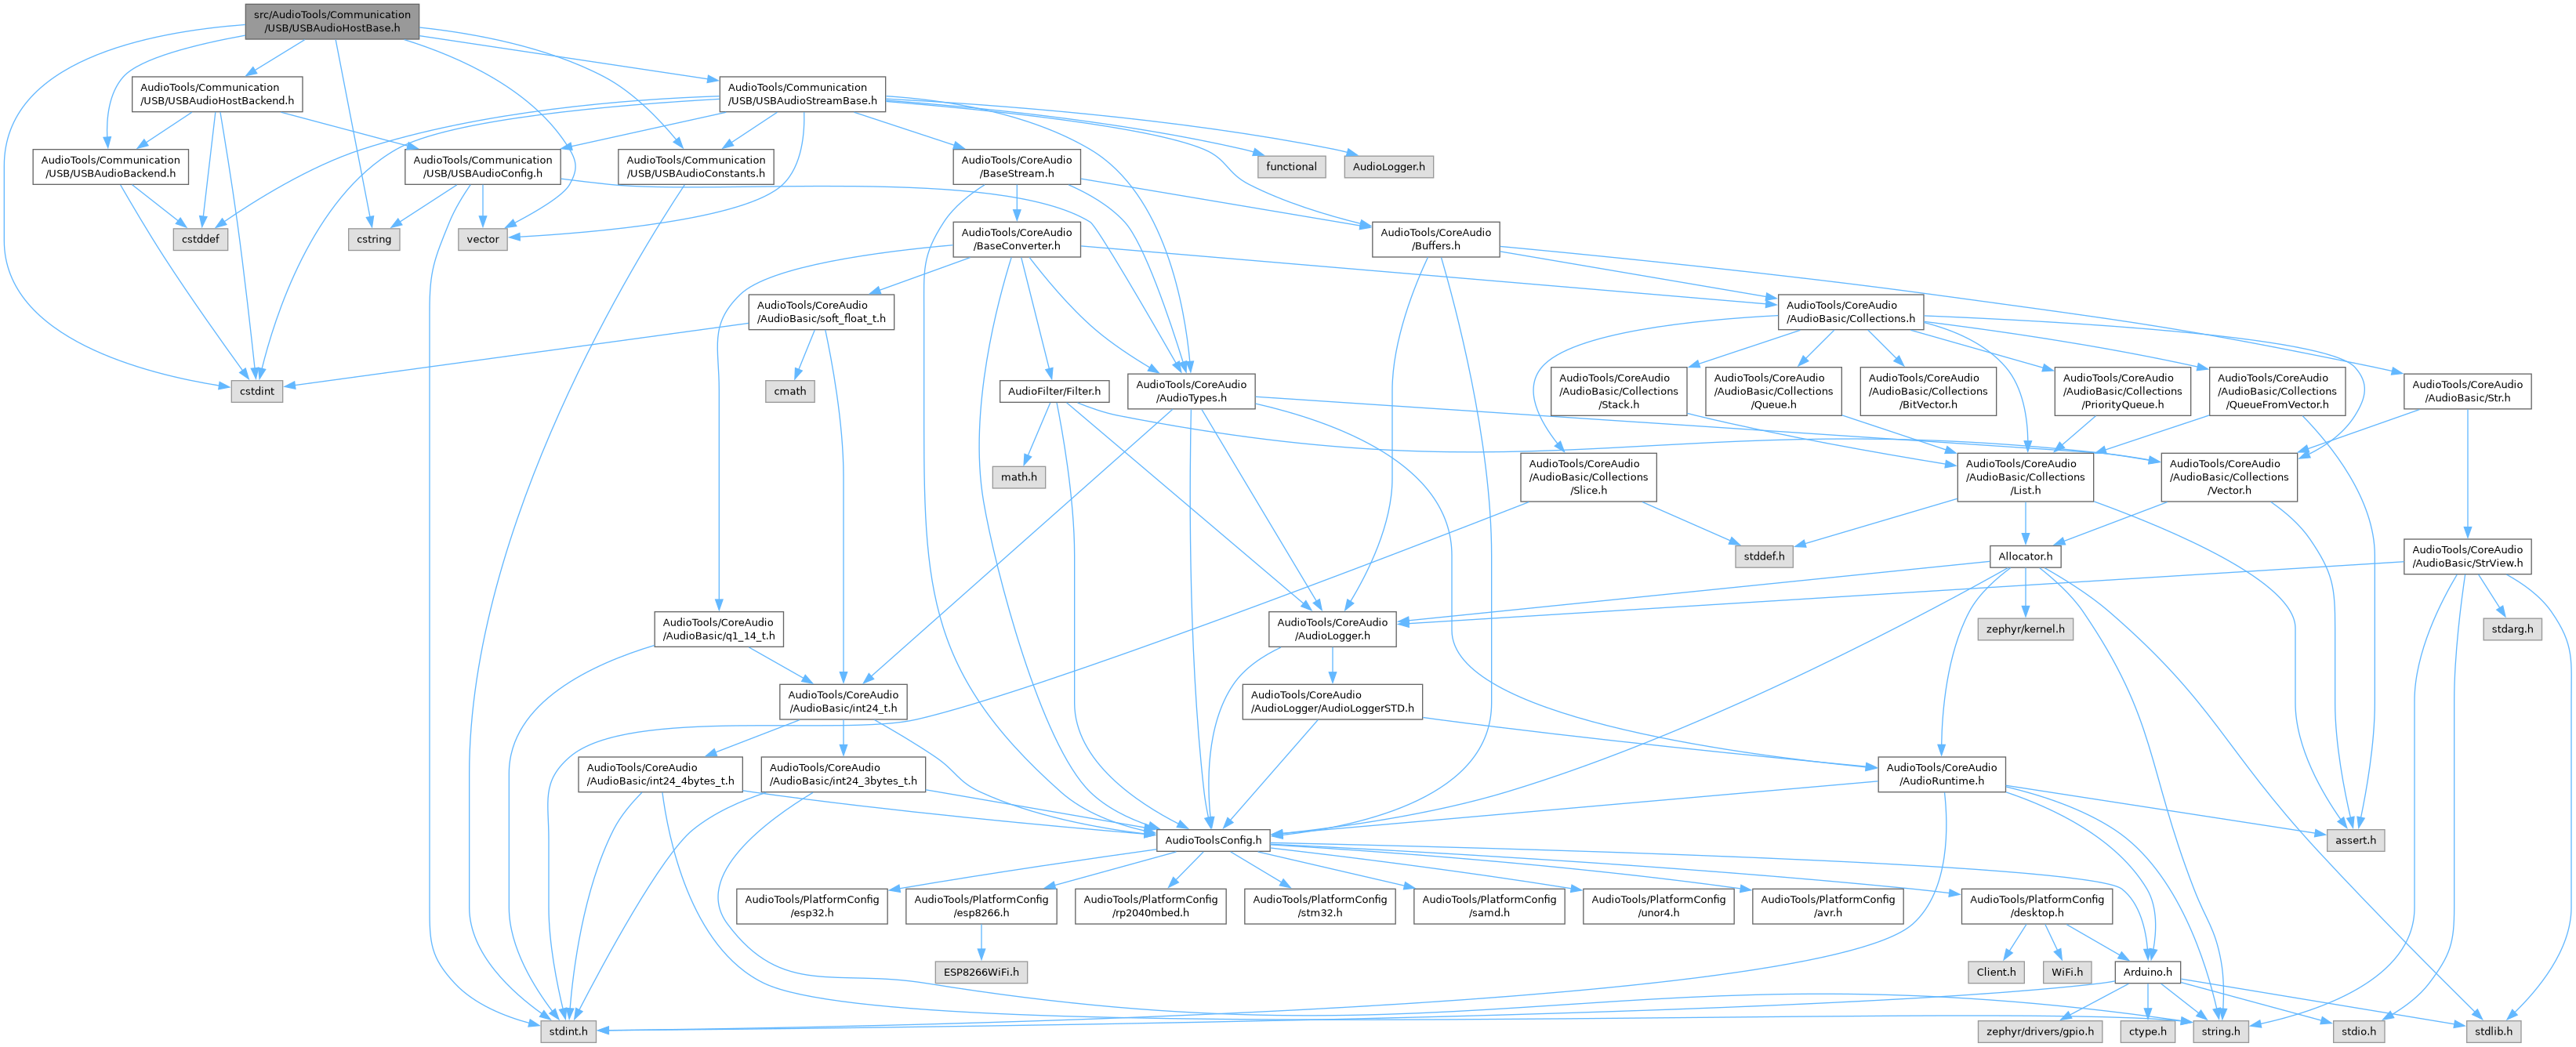 src/AudioTools/Communication
/USB/USBAudioHostBase.h
AudioTools/Communication
/USB/USBAudioHostBackend.h
AudioTools/Communication
/USB/USBAudioStreamBase.h
AudioTools/Communication
/USB/USBAudioBackend.h
AudioTools/Communication
/USB/USBAudioConfig.h
AudioTools/Communication
/USB/USBAudioConstants.h
AudioTools/CoreAudio
/BaseStream.h
functional
AudioLogger.h
cstddef
cstring
vector
AudioTools/CoreAudio
/BaseConverter.h
AudioTools/CoreAudio
/Buffers.h
AudioTools/CoreAudio
/AudioBasic/soft_float_t.h
AudioTools/CoreAudio
/AudioBasic/Collections.h
cstdint
cmath
AudioFilter/Filter.h
AudioTools/CoreAudio
/AudioTypes.h
AudioTools/CoreAudio
/AudioBasic/Collections
/Stack.h
AudioTools/CoreAudio
/AudioBasic/Collections
/Queue.h
AudioTools/CoreAudio
/AudioBasic/Collections
/BitVector.h
AudioTools/CoreAudio
/AudioBasic/Collections
/PriorityQueue.h
AudioTools/CoreAudio
/AudioBasic/Collections
/QueueFromVector.h
AudioTools/CoreAudio
/AudioBasic/Str.h
math.h
AudioTools/CoreAudio
/AudioBasic/Collections
/Slice.h
AudioTools/CoreAudio
/AudioBasic/Collections
/List.h
AudioTools/CoreAudio
/AudioBasic/Collections
/Vector.h
stddef.h
Allocator.h
AudioTools/CoreAudio
/AudioBasic/StrView.h
AudioTools/CoreAudio
/AudioBasic/q1_14_t.h
AudioTools/CoreAudio
/AudioLogger.h
zephyr/kernel.h
stdarg.h
AudioTools/CoreAudio
/AudioBasic/int24_t.h
AudioTools/CoreAudio
/AudioLogger/AudioLoggerSTD.h
AudioTools/CoreAudio
/AudioBasic/int24_4bytes_t.h
AudioTools/CoreAudio
/AudioBasic/int24_3bytes_t.h
AudioTools/CoreAudio
/AudioRuntime.h
AudioToolsConfig.h
assert.h
AudioTools/PlatformConfig
/esp32.h
AudioTools/PlatformConfig
/esp8266.h
AudioTools/PlatformConfig
/rp2040mbed.h
AudioTools/PlatformConfig
/stm32.h
AudioTools/PlatformConfig
/samd.h
AudioTools/PlatformConfig
/unor4.h
AudioTools/PlatformConfig
/avr.h
AudioTools/PlatformConfig
/desktop.h
ESP8266WiFi.h
Client.h
WiFi.h
Arduino.h
stdint.h
zephyr/drivers/gpio.h
ctype.h
string.h
stdio.h
stdlib.h